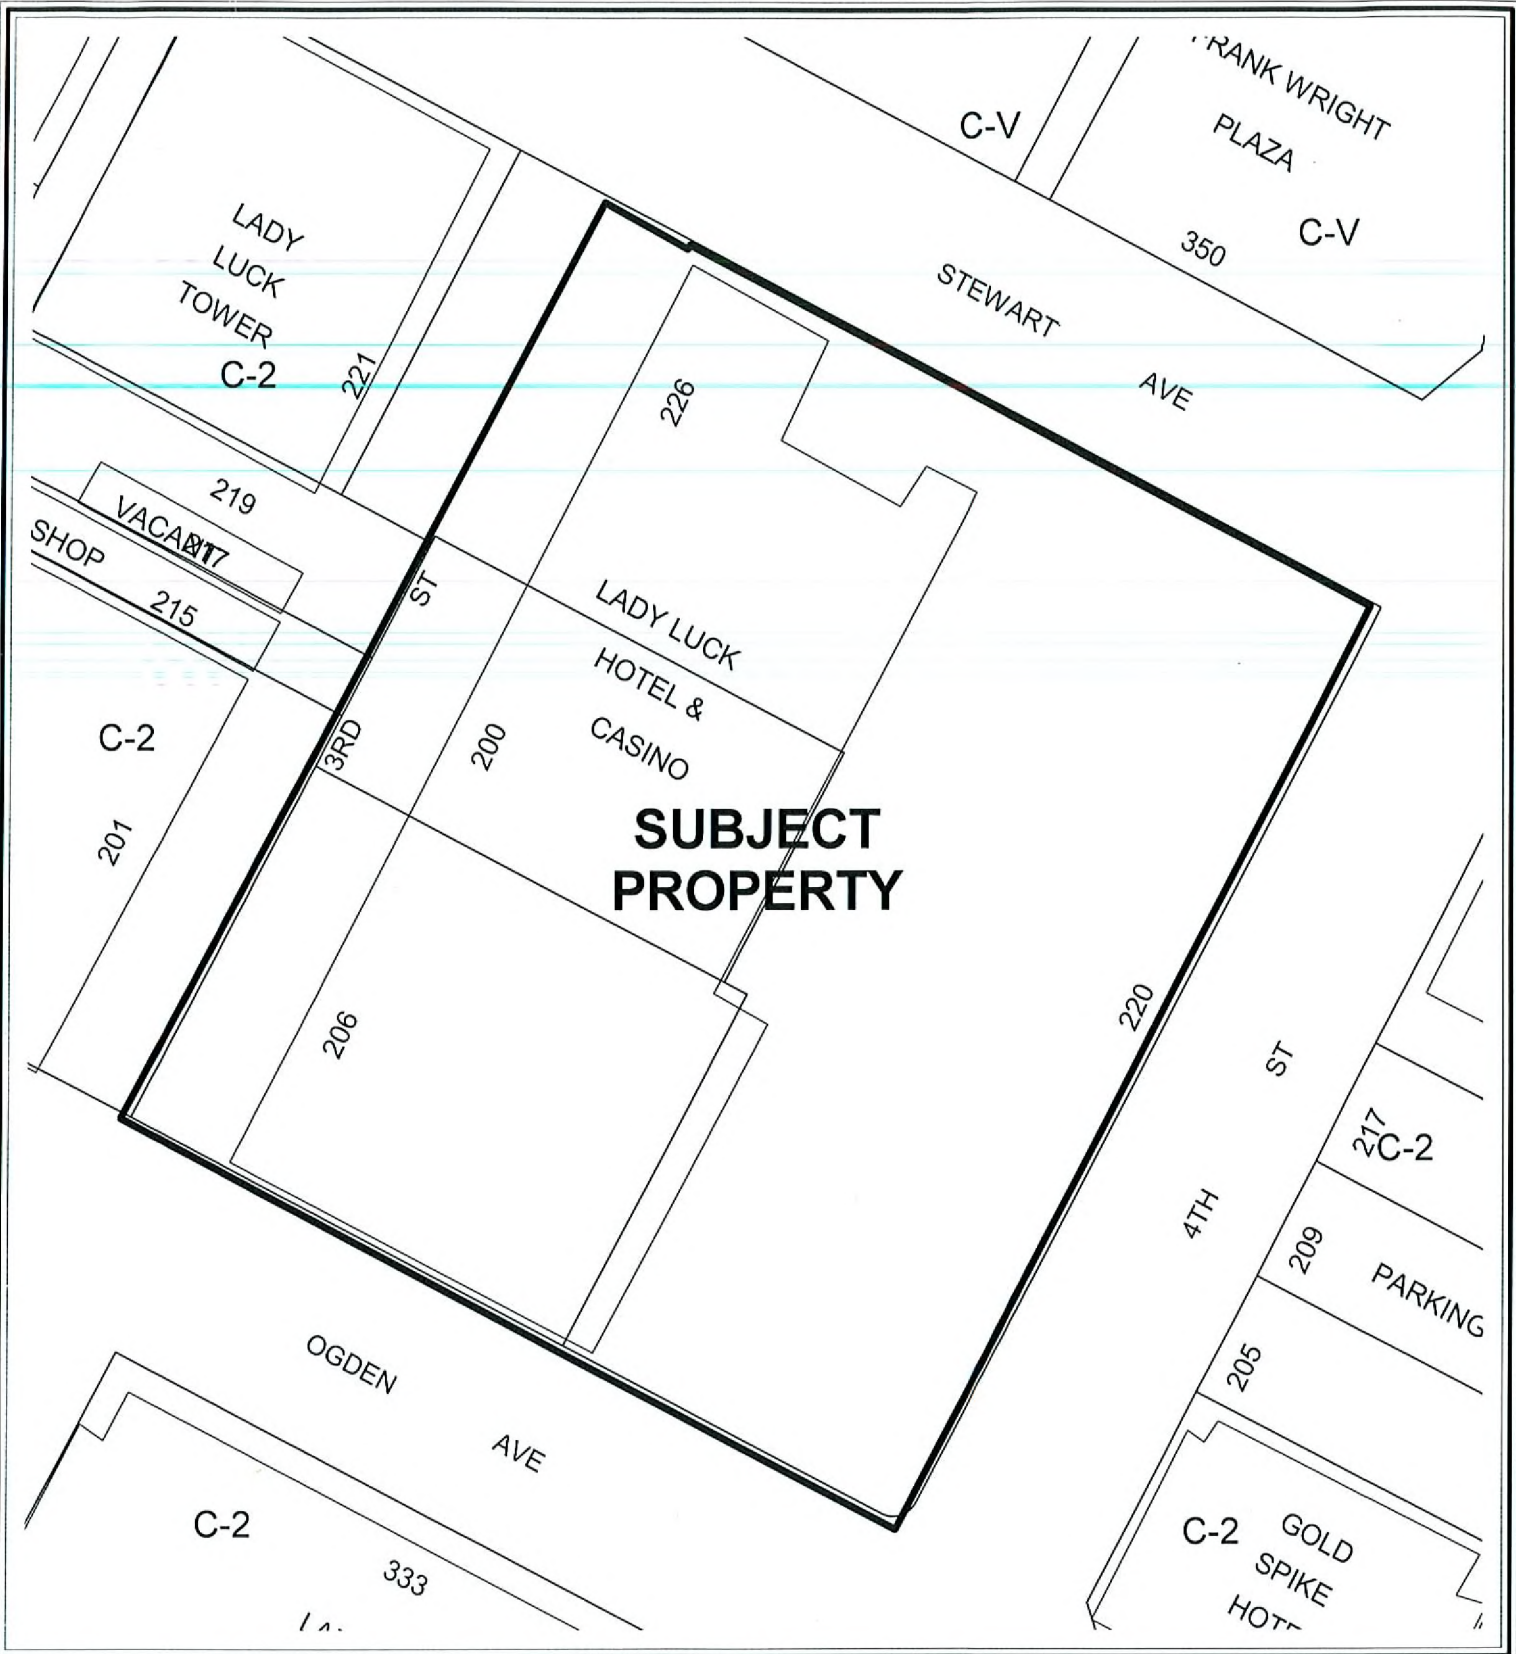 FRANK WRIGHT
PLAZA
C-V
C-V
350
STEWART
AVE
LADY
LUCK
TOWER
C-2
221
226
219
VACANT
217
SHOP
215
ST
3RD
C-2
201
200
LADY LUCK
HOTEL &
CASINO
SUBJECT
PROPERTY
206
220
ST
4TH
217
C-2
209
PARKING
205
OGDEN
AVE
C-2
333
C-2
GOLD
SPIKE